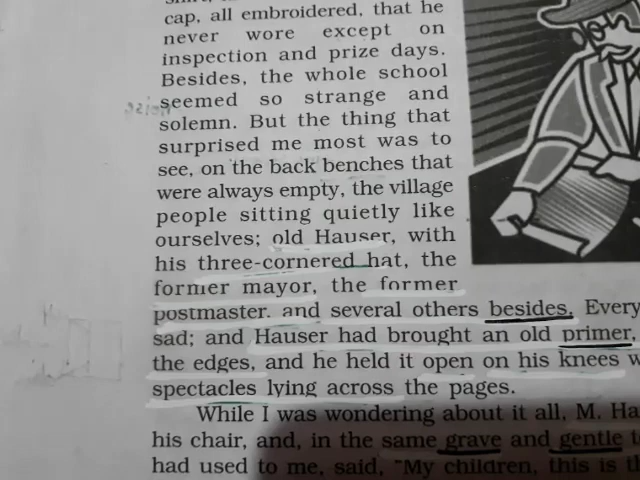 cap, all embroidered, that he
never wore except on
inspection and prize days.
Besides, the whole school
seemed so strange and
solemn. But the thing that
surprised me most was to
see, on the back benches that
were always empty, the village
people sitting quietly like
ourselves; old Hauser, with
his three-cornered hat, the
former mayor, the former
postmaster. and several others besides. Every
sad; and Hauser had brought an old primer,
the edges, and he held it open on his knees w
spectacles lying across the pages.
While I was wondering about it all, M. Ha
his chair, and, in the same grave and gentle t
had used to me, said, "My children, this is th